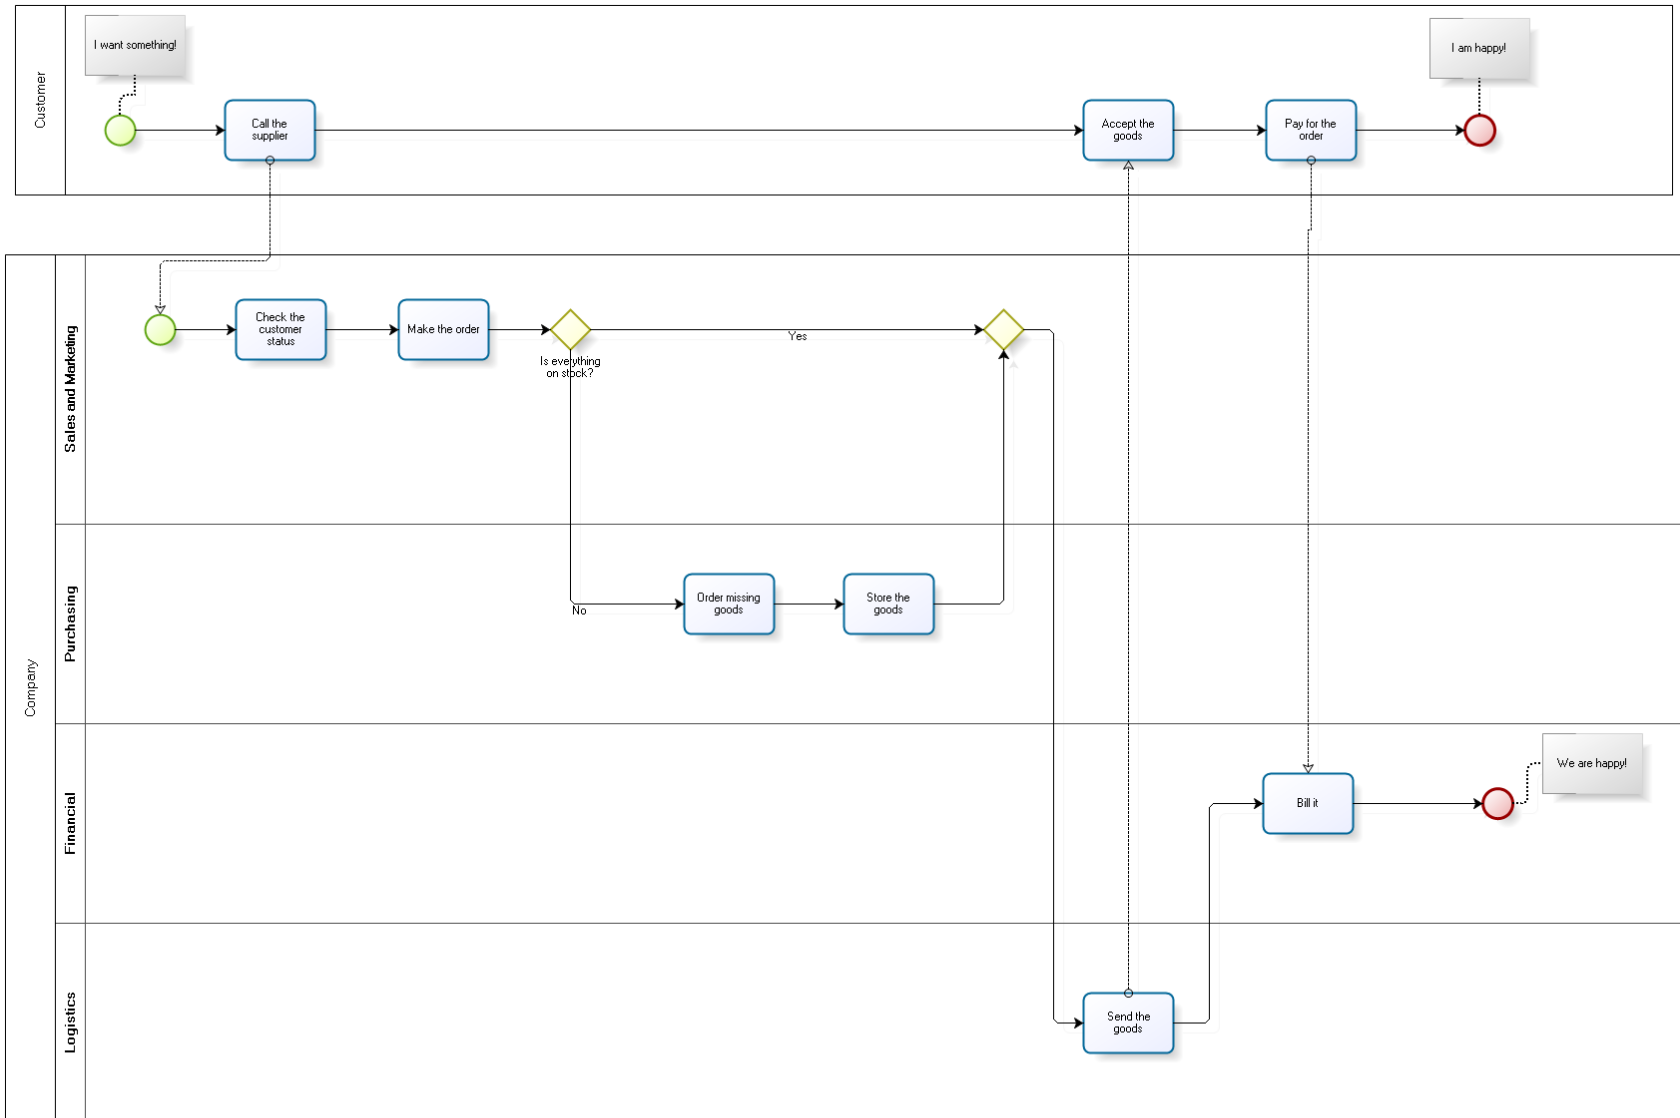 Customer
I want something!
I am happy!
Call the
supplier
Accept the
goods
Pay for the
order
Company
Sales and Marketing
Check the
customer
status
Make the order
Is everything
on stock?
Yes
Purchasing
No
Order missing
goods
Store the
goods
Financial
Bill it
We are happy!
Logistics
Send the
goods